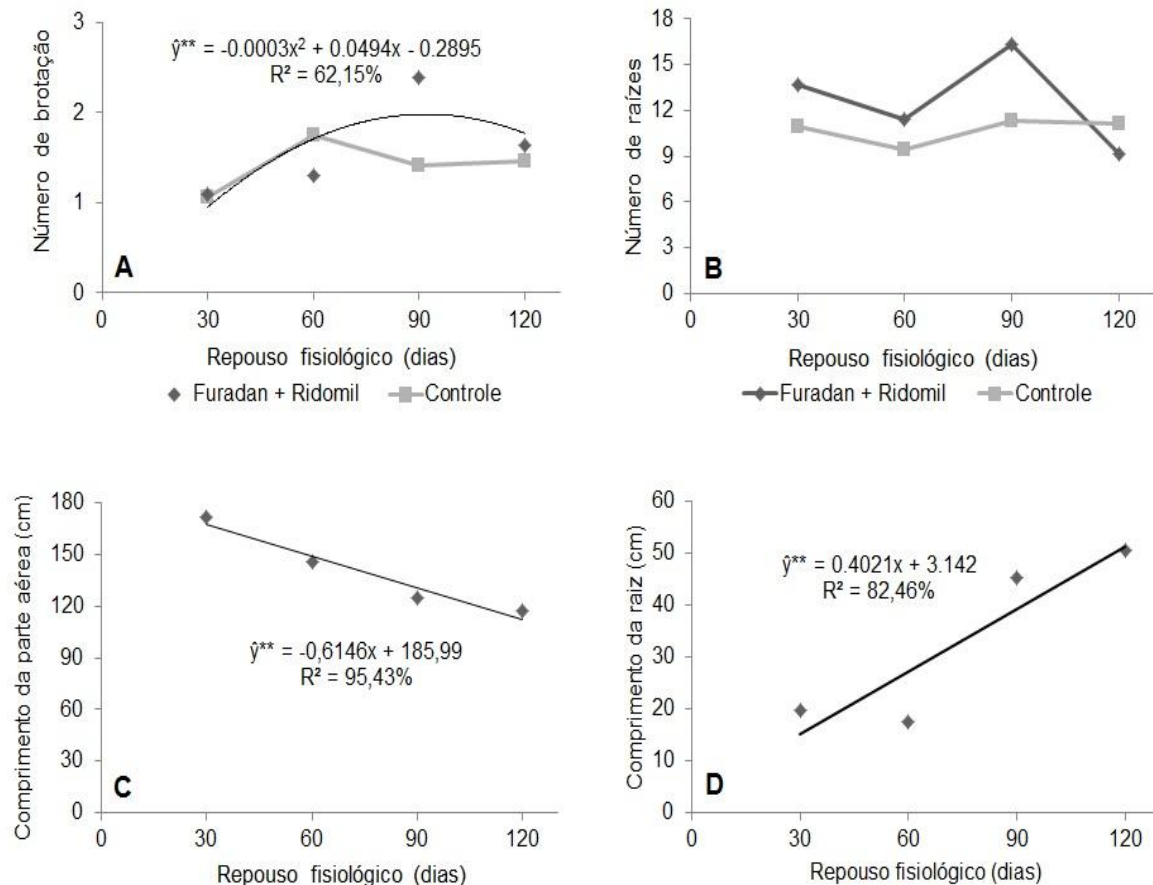 Número de brotação
3
2
1
0
ŷ** = -0.0003x² + 0.0494x - 0.2895
R² = 62,15%
A
0 30 60 90 120
Repouso fisiológico (dias)
Furadan + Ridomil Controle
Número de raízes
18
15
12
9
6
3
0
B
0 30 60 90 120
Repouso fisiológico (dias)
Furadan + Ridomil Controle
Comprimento da parte aérea (cm)
180
150
120
90
60
30
0
ŷ** = -0,6146x + 185,99
R² = 95,43%
C
0 30 60 90 120
Repouso fisiológico (dias)
Comprimento da raiz (cm)
60
50
40
30
20
10
0
ŷ** = 0.4021x + 3.142
R² = 82,46%
D
0 30 60 90 120
Repouso fisiológico (dias)